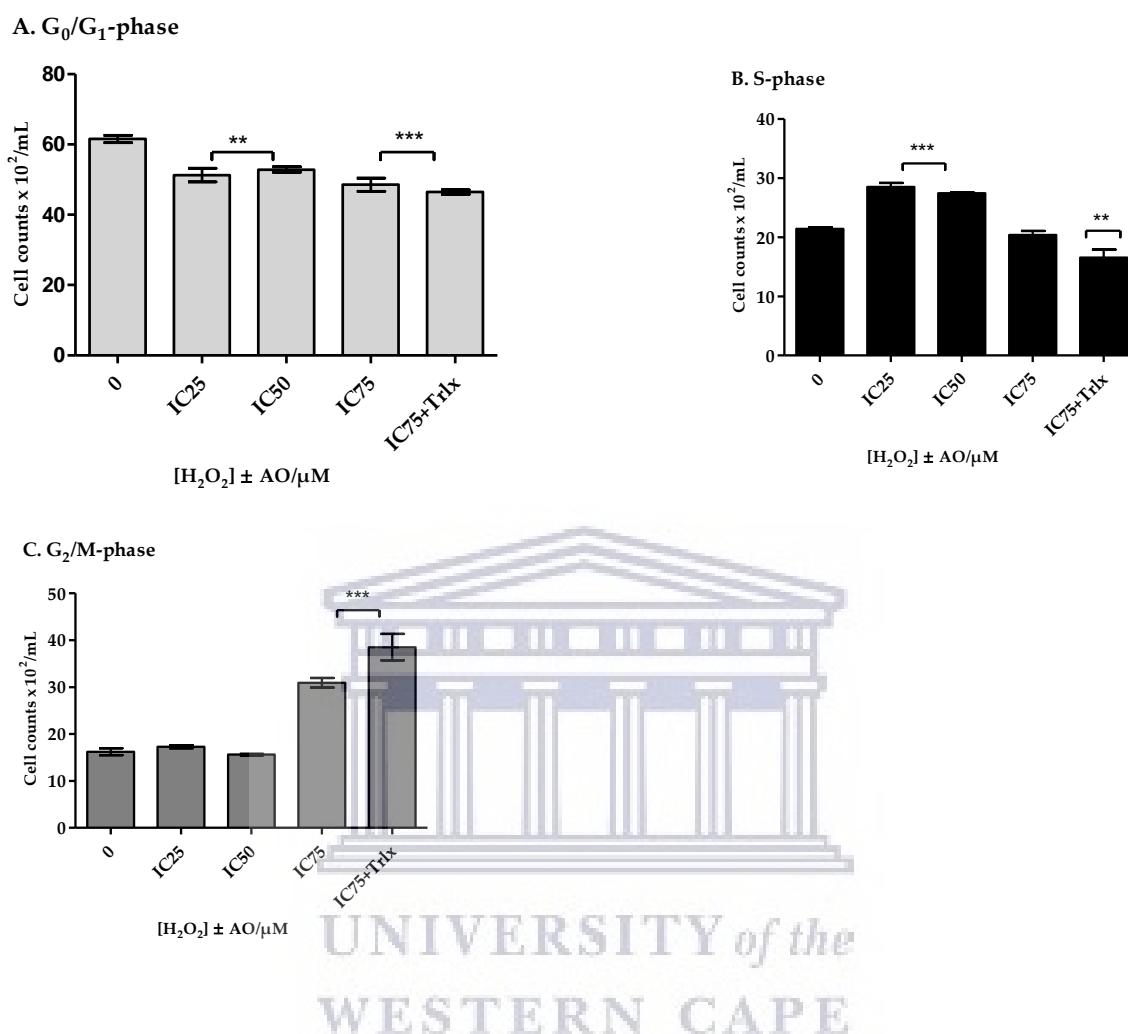 A. G₀/G₁-phase
Cell counts x 10²/mL
80
60
40
20
0
**
***
0
IC25
IC50
IC75
IC75+Trlx
[H₂O₂] ± AO/µM
B. S-phase
Cell counts x 10²/mL
40
30
20
10
0
***
**
0
IC25
IC50
IC75
IC75+Trlx
[H₂O₂] ± AO/µM
C. G₂/M-phase
Cell counts x 10²/mL
50
40
30
20
10
0
***
0
IC25
IC50
IC75
IC75+Trlx
[H₂O₂] ± AO/µM
UNIVERSITY of the
WESTERN CAPE